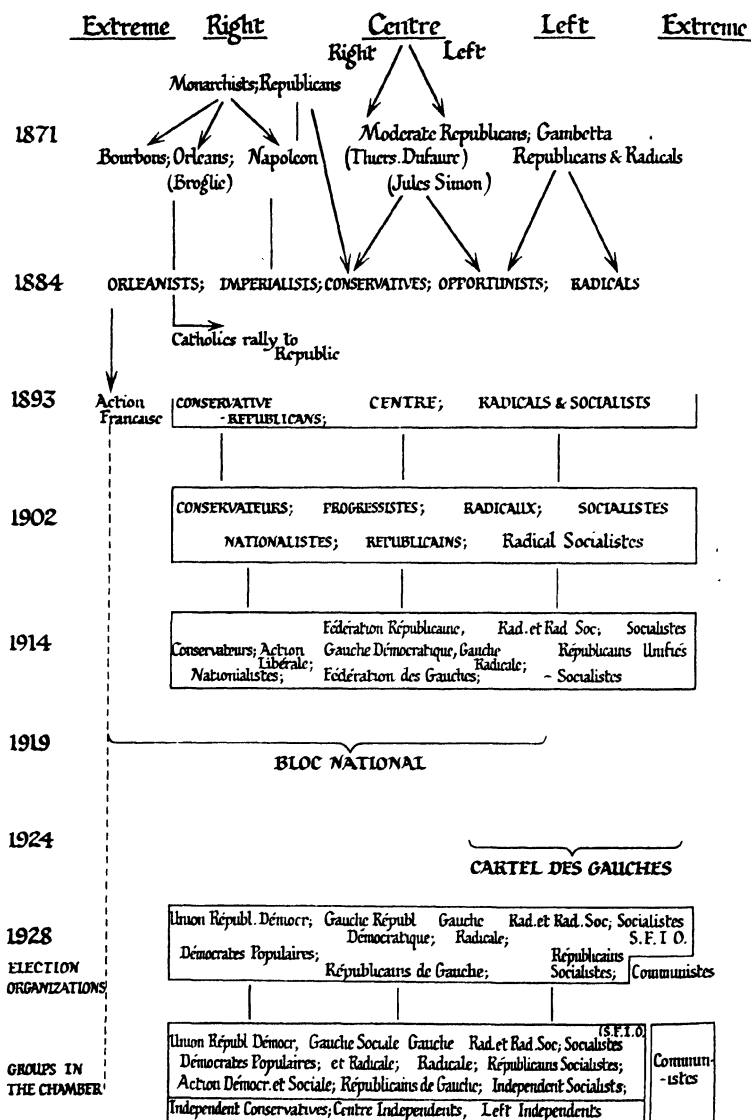 Extreme Right Centre Left Extreme
Right Left
Monarchists; Republicans
1871
Moderate Republicans; Gambetta
Bourbons; Orleans; Napoleon (Thiers. Dufaure) Republicans & Radicals
(Broglie) (Jules Simon)
1884 ORLEANISTS; IMPERIALISTS; CONSERVATIVES; OPPORTUNISTS; RADICALS
Catholics rally to
Republic
1893 Action CONSERVATIVE CENTRE; RADICALS & SOCIALISTS
Francaise - REPUBLICANS;
1902 CONSERVATEURS; PROGRESSISTES; RADICAUX; SOCIALISTES
NATIONALISTES; REPUBLICAINS; Radical Socialistes
Fédération Républicaine, Rad. et Rad Soc; Socialistes
1914 Conservateurs; Action Gauche Démocratique, Gauche Républicains Unifiés
Libérale; Radicale;
Nationialistes; Fédération des Gauches; - Socialistes
1919
BLOC NATIONAL
1924
CARTEL DES GAUCHES
Union Républ. Démocr; Gauche Républ Gauche Rad. et Rad. Soc; Socialistes
1928 Démocratique; Radicale; S.F.I O.
ELECTION Démocrates Populaires; Républicains
ORGANIZATIONS Républicains de Gauche; Socialistes; Communistes
(S.F.I.O)
Union Républ Démocr, Gauche Sociale Gauche Rad. et Rad. Soc; Socialistes
GROUPS IN Démocrates Populaires; et Radicale; Radicale; Républicains Socialistes; Commun-
THE CHAMBER Action Démocr. et Sociale; Républicains de Gauche; Independent Socialists; -istes
Independent Conservatives; Centre Independents, Left Independents